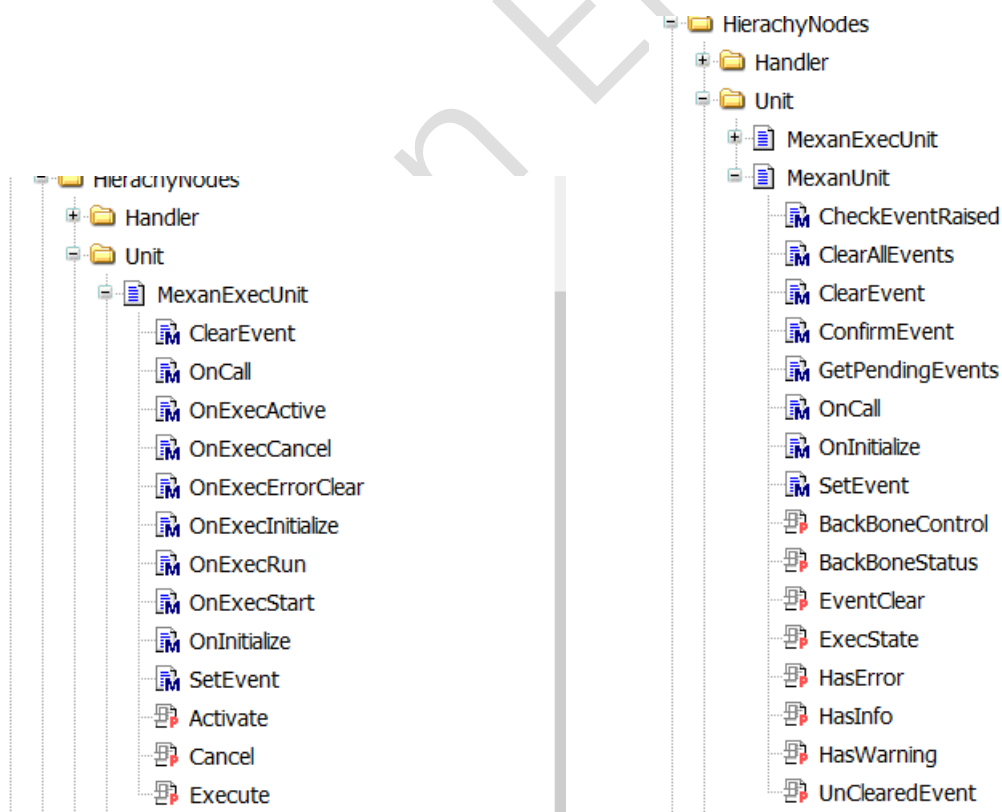 HierachyNodes
Handler
Unit
MexanExecUnit
ClearEvent
OnCall
OnExecActive
OnExecCancel
OnExecErrorClear
OnExecInitialize
OnExecRun
OnExecStart
OnInitialize
SetEvent
Activate
Cancel
Execute
HierachyNodes
Handler
Unit
MexanExecUnit
MexanUnit
CheckEventRaised
ClearAllEvents
ClearEvent
ConfirmEvent
GetPendingEvents
OnCall
OnInitialize
SetEvent
BackBoneControl
BackBoneStatus
EventClear
ExecState
HasError
HasInfo
HasWarning
UnClearedEvent